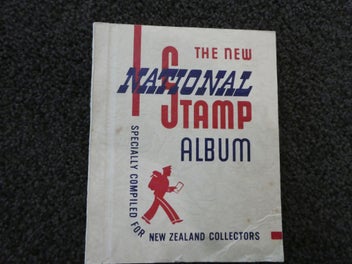 THE NEW
NATIONAL
STAMP
ALBUM
SPECIALLY COMPILED FOR
NEW ZEALAND COLLECTORS